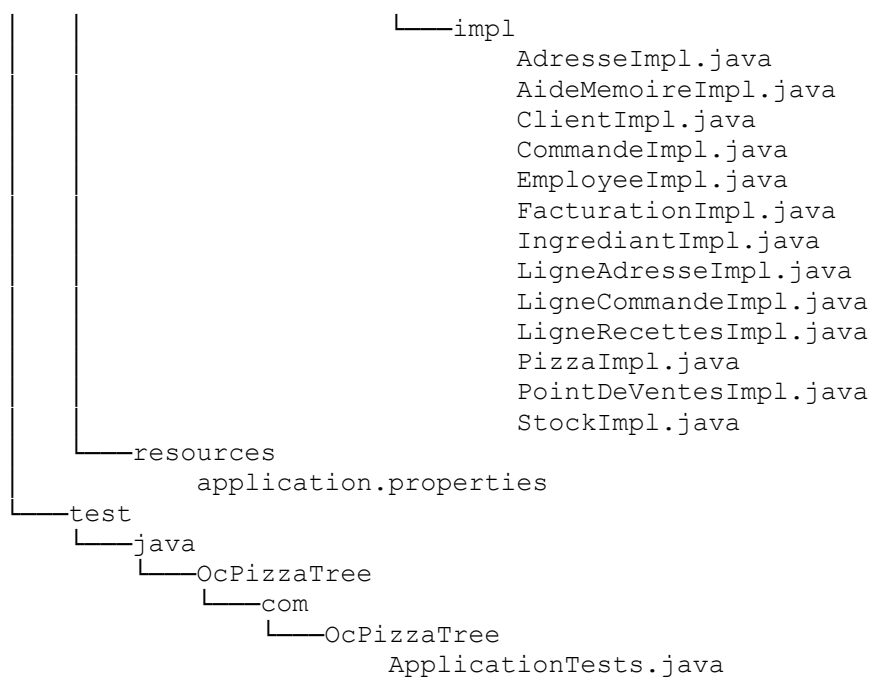 │ │ └───impl
│ │ AdresseImpl.java
│ │ AideMemoireImpl.java
│ │ ClientImpl.java
│ │ CommandeImpl.java
│ │ EmployeeImpl.java
│ │ FacturationImpl.java
│ │ IngrediantImpl.java
│ │ LigneAdresseImpl.java
│ │ LigneCommandeImpl.java
│ │ LigneRecettesImpl.java
│ │ PizzaImpl.java
│ │ PointDeVentesImpl.java
│ │ StockImpl.java
│ └───resources
│ application.properties
└───test
└───java
└───OcPizzaTree
└───com
└───OcPizzaTree
ApplicationTests.java